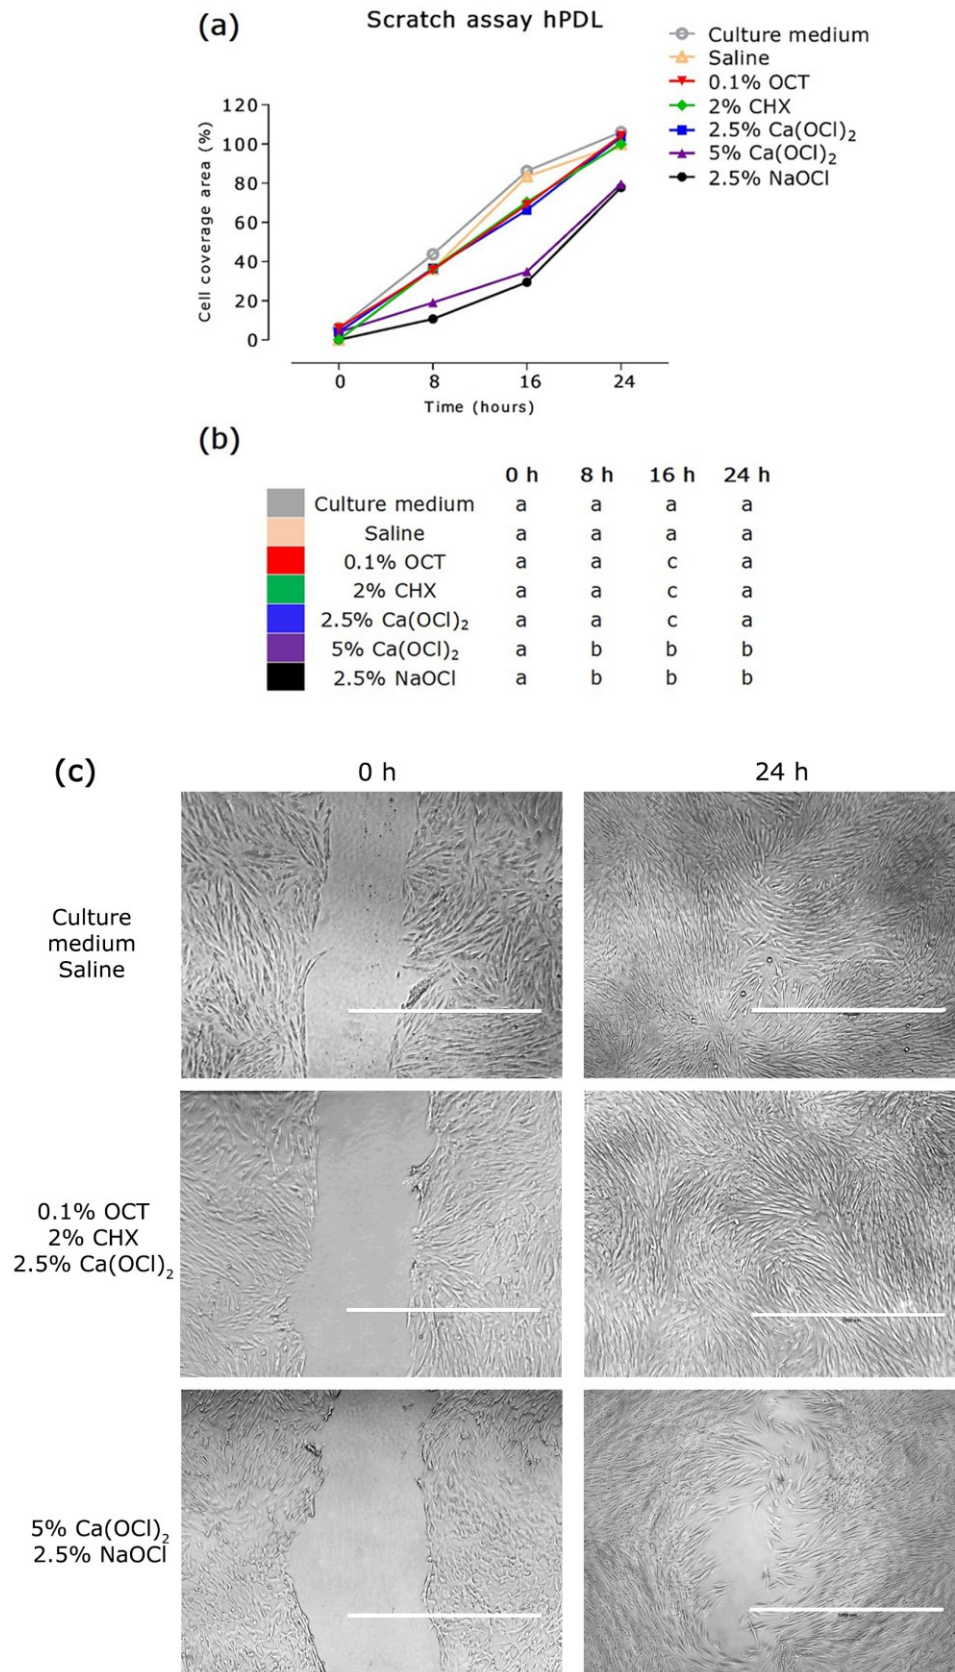 (a)
Scratch assay hPDL
Culture medium
Saline
0.1% OCT
2% CHX
2.5% Ca(OCl)₂
5% Ca(OCl)₂
2.5% NaOCl
Cell coverage area (%)
120
100
80
60
40
20
0
0 8 16 24
Time (hours)
(b)
0 h 8 h 16 h 24 h
Culture medium a a a a
Saline a a a a
0.1% OCT a a c a
2% CHX a a c a
2.5% Ca(OCl)₂ a a c a
5% Ca(OCl)₂ a b b b
2.5% NaOCl a b b b
(c)
0 h 24 h
Culture
medium
Saline
0.1% OCT
2% CHX
2.5% Ca(OCl)₂
5% Ca(OCl)₂
2.5% NaOCl